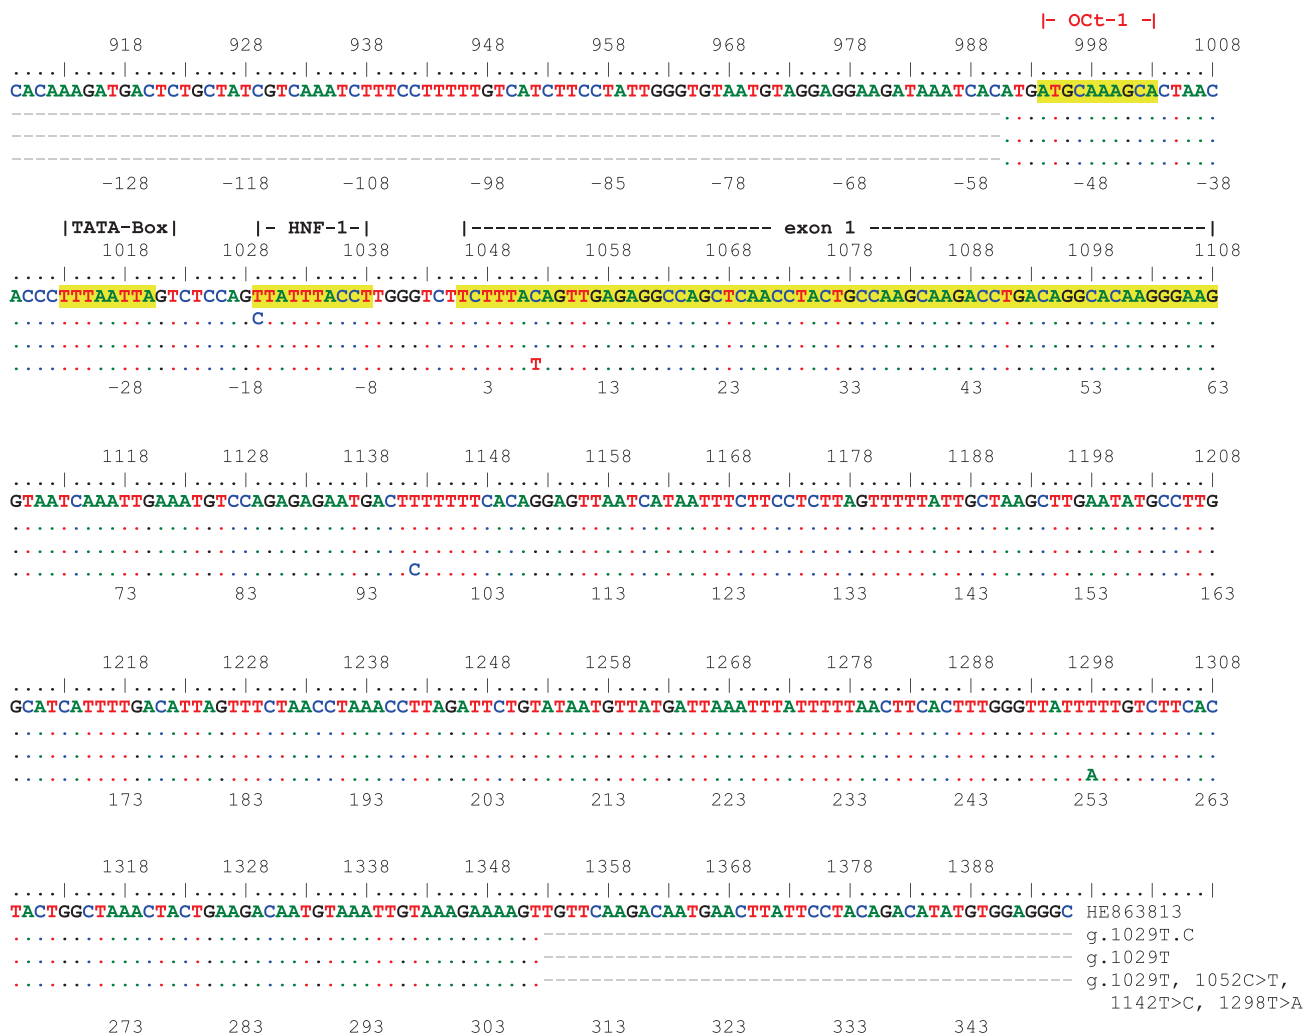 |- OCt-1 -|
918 928 938 948 958 968 978 988 998 1008
CACAAAGATGACTCTGCTATCGTCAAATCTTTCCTTTTTGTCATCTTCCTATTGGGTGTAATGTAGGAGGAAGATAAATCACATGATGCAAAGCACTAAC
-128 -118 -108 -98 -85 -78 -68 -58 -48 -38
|TATA-Box| |- HNF-1-| |------------------------- exon 1 ----------------------------|
1018 1028 1038 1048 1058 1068 1078 1088 1098 1108
ACCCTTTAATTAGTCTCCAGTTATTTACCTTGGGTCTTCTTTACAGTTGAGAGGCCAGCTCAACCTACTGCCAAGCAAGACCTGACAGGCACAAGGGAAG
C
T
-28 -18 -8 3 13 23 33 43 53 63
1118 1128 1138 1148 1158 1168 1178 1188 1198 1208
GTAATCAAATTGAAATGTCCAGAGAGAATGACTTTTTTTCACAGGAGTTAATCATAATTTCTTCCTCTTAGTTTTTATTGCTAAGCTTGAATATGCCTTG
C
73 83 93 103 113 123 133 143 153 163
1218 1228 1238 1248 1258 1268 1278 1288 1298 1308
GCATCATTTTGACATTAGTTTCTAACCTAAACCTTAGATTCTGTATAATGTTATGATTAAATTTATTTTTAACTTCACTTTGGGTTATTTTTGTCTTCAC
A
173 183 193 203 213 223 233 243 253 263
1318 1328 1338 1348 1358 1368 1378 1388
TACTGGCTAAACTACTGAAGACAATGTAAATTGTAAAGAAAAGTTGTTCAAGACAATGAACTTATTCCTACAGACATATGTGGAGGGC HE863813
g.1029T.C
g.1029T
g.1029T, 1052C>T,
1142T>C, 1298T>A
273 283 293 303 313 323 333 343